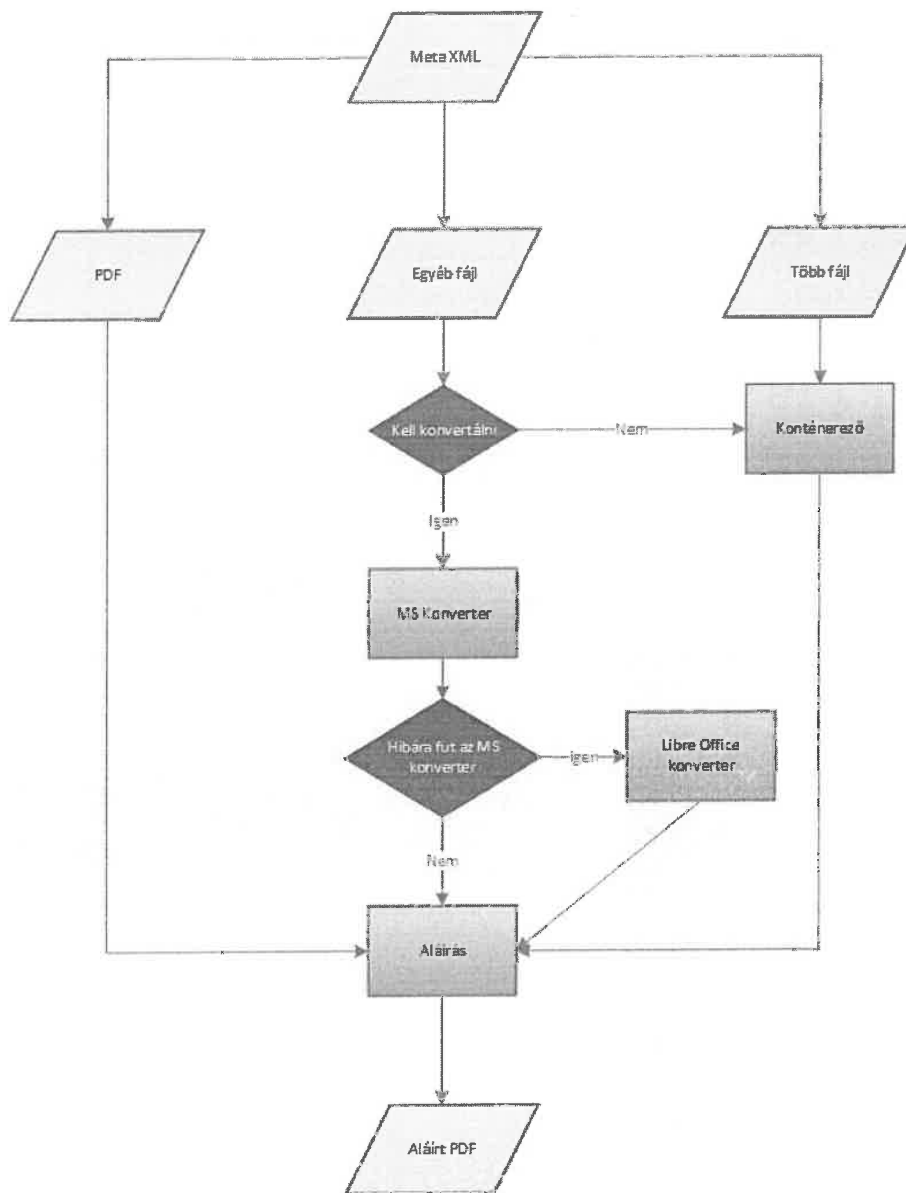 Meta XML
PDF
Egyéb fájl
Több fájl
Kell konvertálni
Nem
Konténerező
Igen
MS Konverter
Hibára fut az MS
konverter
Igen
Libre Office
konverter
Nem
Aláírás
Aláírt PDF